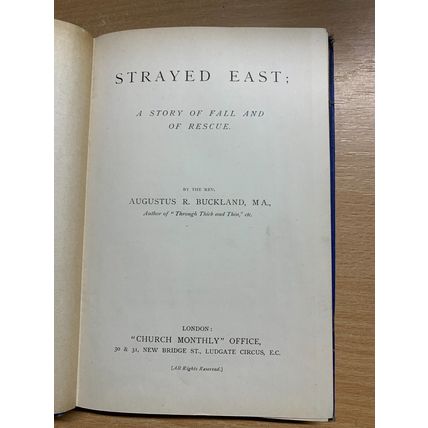 STRAYED EAST;
A STORY OF FALL AND
OF RESCUE.
BY THE REV.
AUGUSTUS R. BUCKLAND, M A.,
Author of "Through Thick and Thin," etc.
LONDON:
"CHURCH MONTHLY" OFFICE,
30 & 31, NEW BRIDGE ST., LUDGATE CIRCUS, E.C.
[All Rights Reserved.]